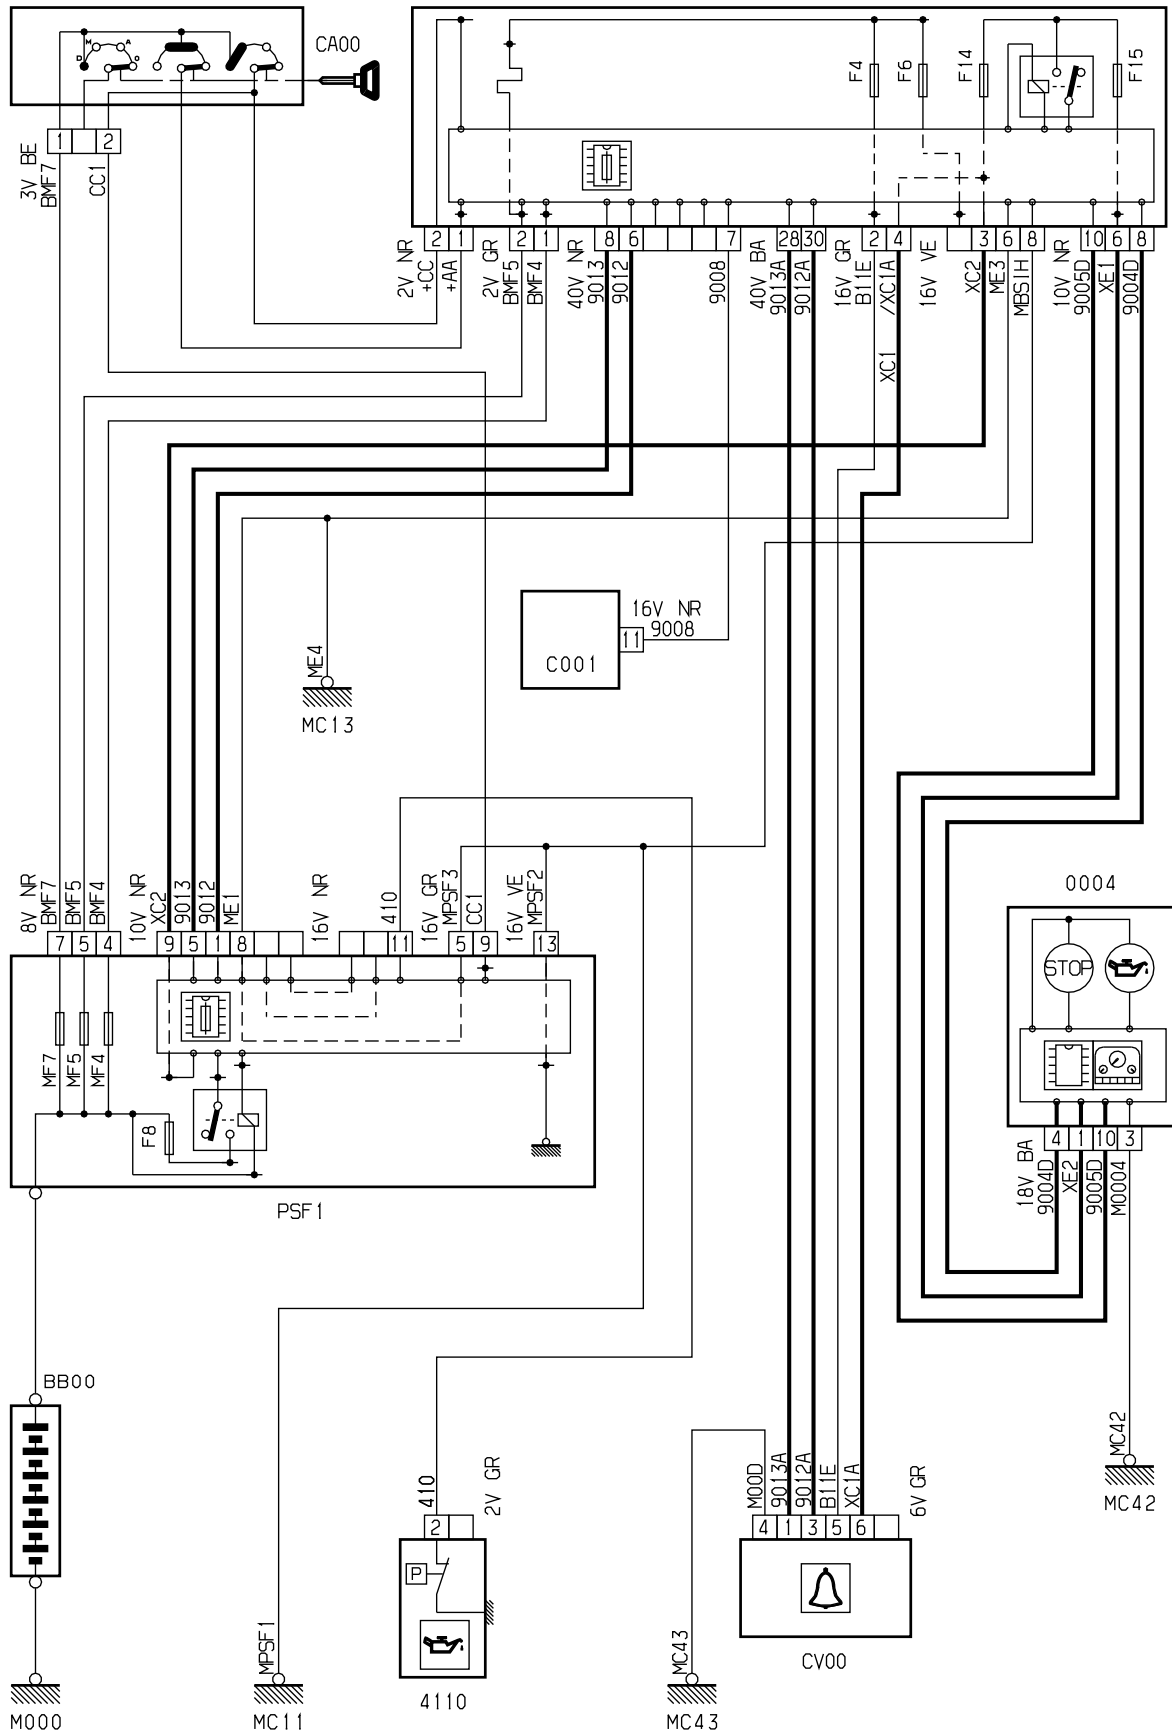 M
A
D
O
CA00
F4
F6
F14
F15
1
2
3V BE
BMF7
CC1
2
1
2
1
8
6
7
28
30
2
4
3
6
8
10
6
8
2V NR
+CC
+AA
2V GR
BMF5
BMF4
40V NR
9013
9012
9008
40V BA
9013A
9012A
16V GR
B11E
/XC1A
XC1
16V VE
XC2
ME3
MBSIH
10V NR
9005D
XE1
9004D
C001
11
16V NR
9008
ME4
MC13
8V NR
BMF7
BMF5
BMF4
10V NR
XC2
9013
9012
ME1
16V NR
410
16V GR
MPSF3
CC1
16V VE
MPSF2
7
5
4
9
5
1
8
11
5
9
13
MF7
MF5
MF4
F8
PSF1
0004
STOP
4
1
10
3
18V BA
9004D
XE2
9005D
M0004
MC42
MC42
BB00
M000
MPSF1
MC11
410
2V GR
2
P
4110
MC43
MC43
M00D
9013A
9012A
B11E
XC1A
6V GR
4
1
3
5
6
CV00